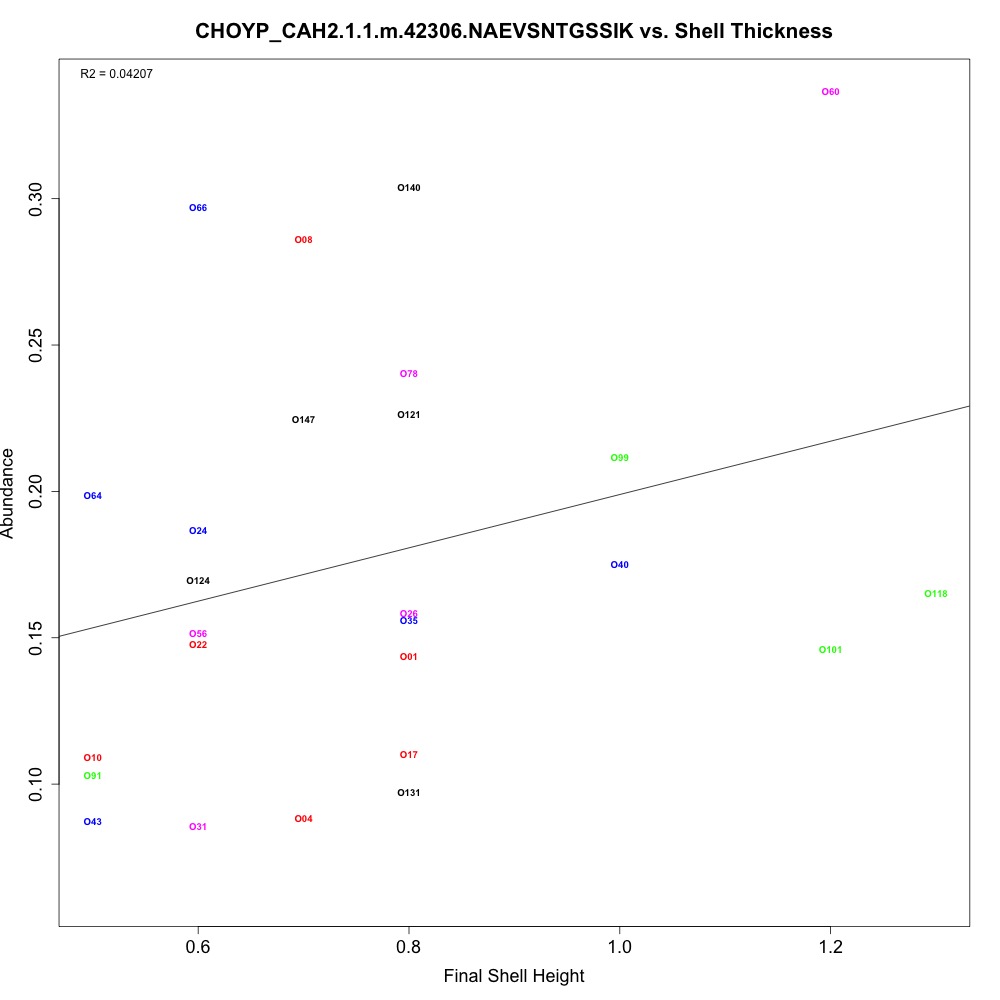 CHOYP_CAH2.1.1.m.42306.NAEVSNTGSSIK vs. Shell Thickness
R2 = 0.04207
O60
O140
O66
O08
O78
O121
O147
O99
O64
O24
O40
O124
O118
O26
O35
O56
O22
O101
O01
O17
O10
O91
O131
O04
O43
O31
0.30
0.25
0.20
0.15
0.10
Abundance
0.6 0.8 1.0 1.2
Final Shell Height